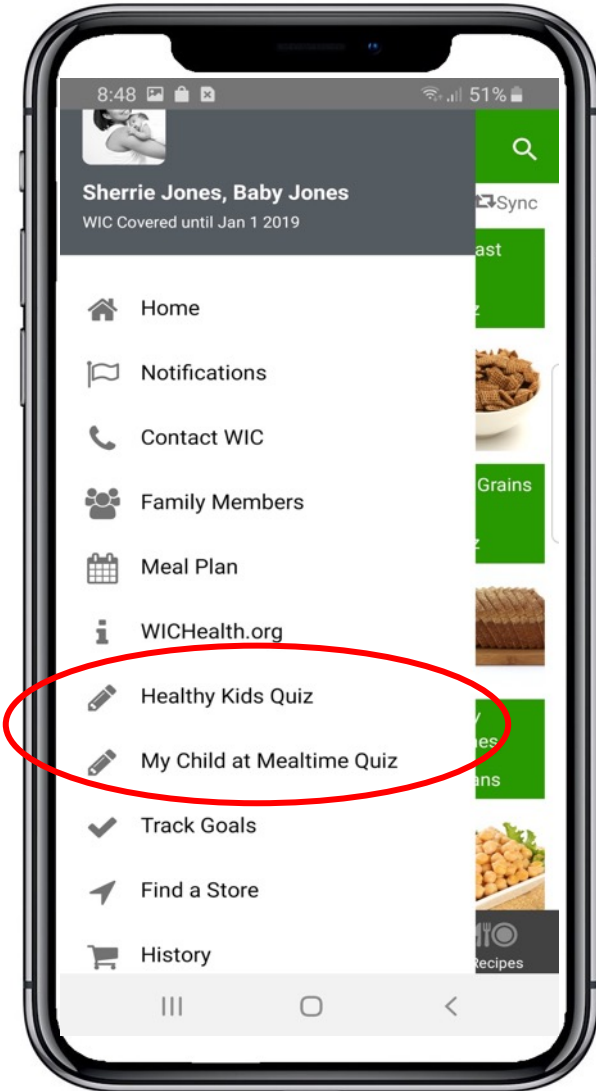 8:48 51%
Sherrie Jones, Baby Jones
WIC Covered until Jan 1 2019
Sync
ast
Home
Notifications
Contact WIC
Grains
Family Members
Meal Plan
WICHealth.org
Healthy Kids Quiz
My Child at Mealtime Quiz
ans
Track Goals
Find a Store
History
Recipes